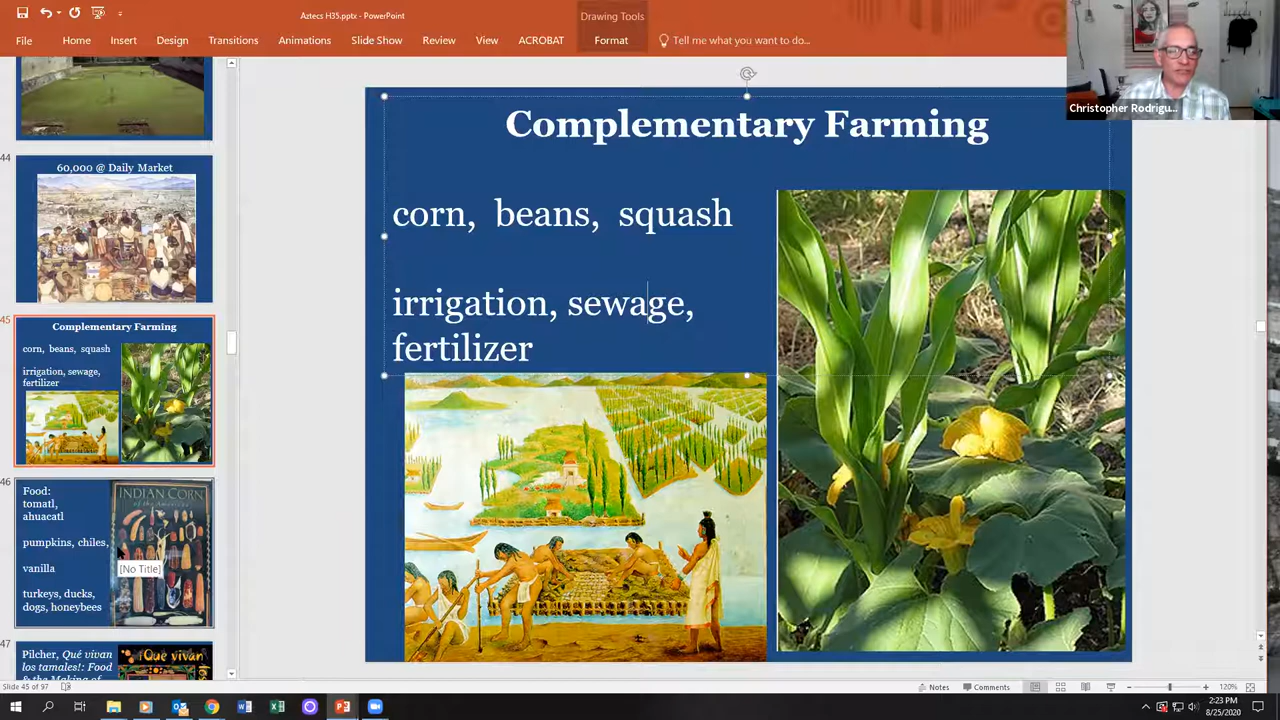 Aztecs H35.pptx - PowerPoint
Drawing Tools
File
Home
Insert
Design
Transitions
Animations
Slide Show
Review
View
ACROBAT
Format
Tell me what you want to do...
Christopher Rodrigu...
44
60,000 @ Daily Market
45
Complementary Farming
corn, beans, squash
irrigation, sewage,
fertilizer
46
Food:
tomatl,
ahuacatl
pumpkins, chiles,
vanilla
turkeys, ducks,
dogs, honeybees
INDIAN CORN
[No Title]
47
Pilcher, Qué vivan
los tamales!: Food
& the Making of
¡Que vivan
Complementary Farming
corn, beans, squash
irrigation, sewage,
fertilizer
Slide 45 of 97
Notes
Comments
120%
2:23 PM
8/25/2020